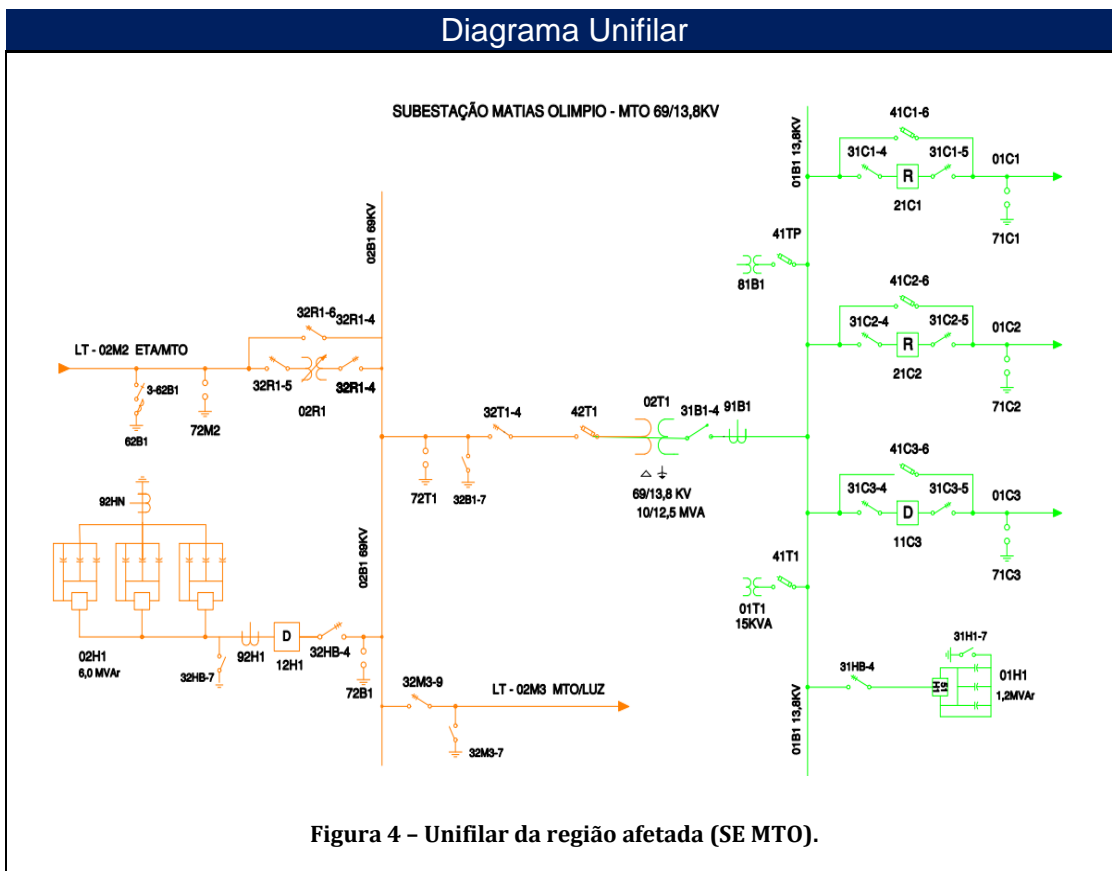 Diagrama Unifilar
SUBESTAÇÃO MATIAS OLIMPIO - MTO 69/13,8KV
02B1 69KV
32R1-6
32R1-4
LT - 02M2 ETA/MTO
32R1-5
32R1-4
02R1
3-62B1
62B1
72M2
32T1-4
42T1
02T1
31B1-4
91B1
72T1
32B1-7
69/13,8 KV
10/12,5 MVA
92HN
02B1 69KV
D
02H1
6,0 MVAr
32HB-7
92H1
12H1
32HB-4
72B1
32M3-9
LT - 02M3 MTO/LUZ
32M3-7
01B1 13,8KV
41C1-6
31C1-4
31C1-5
01C1
R
21C1
71C1
41TP
81B1
41C2-6
31C2-4
31C2-5
01C2
R
21C2
71C2
41C3-6
31C3-4
31C3-5
01C3
D
11C3
71C3
41T1
01T1
15KVA
31HB-4
31H1-7
51
H1
01H1
1,2MVAr
01B1 13,8KV
Figura 4 – Unifilar da região afetada (SE MTO).